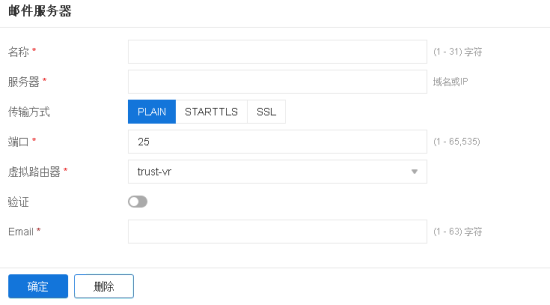 邮件服务器
名称 * (1 - 31) 字符
服务器 * 域名或IP
传输方式 PLAIN STARTTLS SSL
端口 * 25 (1 - 65,535)
虚拟路由器 * trust-vr
验证
Email * (1 - 63) 字符
确定 删除